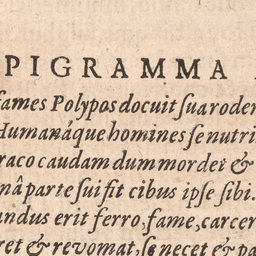 PIGRAMMA
fames Polypos docuit sua roder
Humanáque homines se nutri
raco caudam dum mordet &
nâ parte sui fit cibus ipse sibi.
andus erit ferro, fame, carcer
ret & revomat, se necet & pa